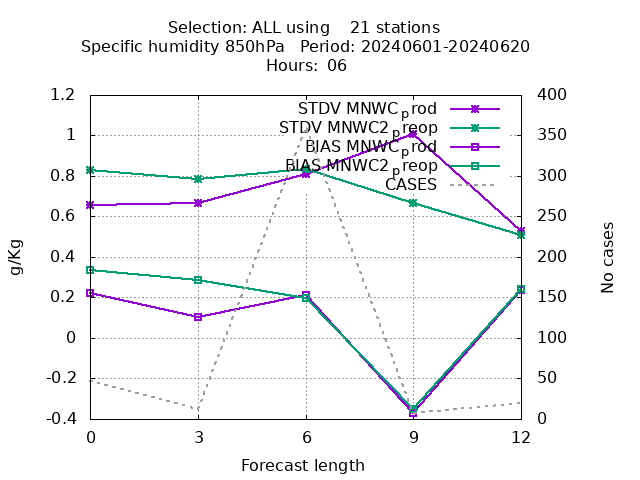 Selection: ALL using    21 stations
Specific humidity 850hPa   Period: 20240601-20240620
Hours:  06
1.2
1
0.8
0.6
0.4
0.2
0
-0.2
-0.4
400
350
300
250
200
150
100
50
0
STDV MNWC_prod
STDV MNWC2_preop
BIAS MNWC_prod
BIAS MNWC2_preop
CASES
g/Kg
No cases
0 3 6 9 12
Forecast length